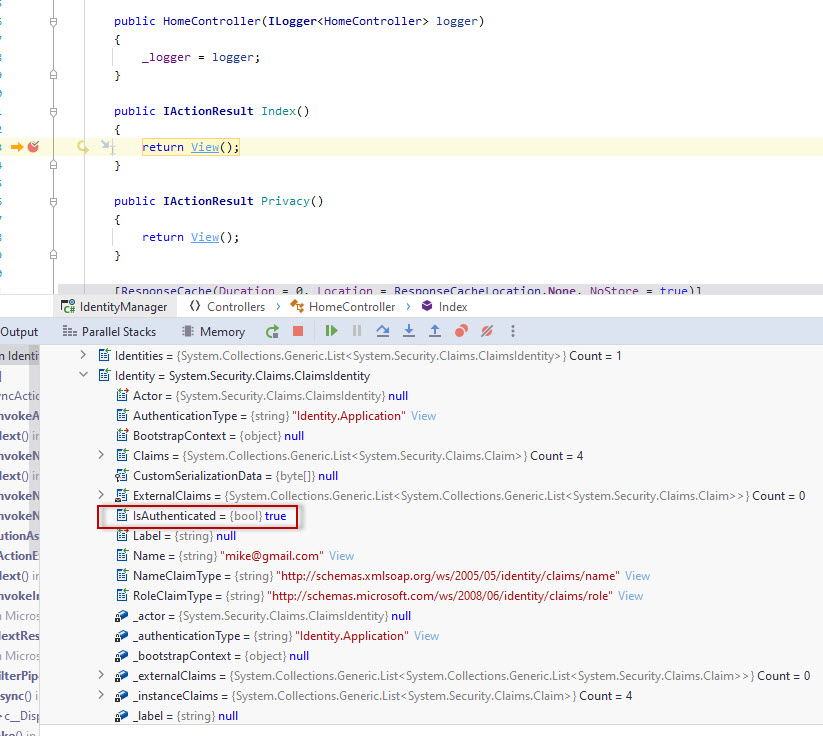 public HomeController(ILogger<HomeController> logger)
{
_logger = logger;
}
public IActionResult Index()
{
return View();
}
public IActionResult Privacy()
{
return View();
}
[ResponseCache(Duration = 0, Location = ResponseCacheLocation.None, NoStore = true)]
IdentityManager Controllers HomeController Index
Output Parallel Stacks Memory
Identities = {System.Collections.Generic.List<System.Security.Claims.ClaimsIdentity>} Count = 1
Identity = System.Security.Claims.ClaimsIdentity
Actor = {System.Security.Claims.ClaimsIdentity} null
AuthenticationType = {string} "Identity.Application" View
BootstrapContext = {object} null
Claims = {System.Collections.Generic.List<System.Security.Claims.Claim>} Count = 4
CustomSerializationData = {byte[]} null
ExternalClaims = {System.Collections.Generic.List<System.Collections.Generic.List<System.Security.Claims.Claim>>} Count = 0
IsAuthenticated = {bool} true
Label = {string} null
Name = {string} "mike@gmail.com" View
NameClaimType = {string} "http://schemas.xmlsoap.org/ws/2005/05/identity/claims/name" View
RoleClaimType = {string} "http://schemas.microsoft.com/ws/2008/06/identity/claims/role" View
_actor = {System.Security.Claims.ClaimsIdentity} null
_authenticationType = {string} "Identity.Application" View
_bootstrapContext = {object} null
_externalClaims = {System.Collections.Generic.List<System.Collections.Generic.List<System.Security.Claims.Claim>>} Count = 0
_instanceClaims = {System.Collections.Generic.List<System.Security.Claims.Claim>} Count = 4
_label = {string} null